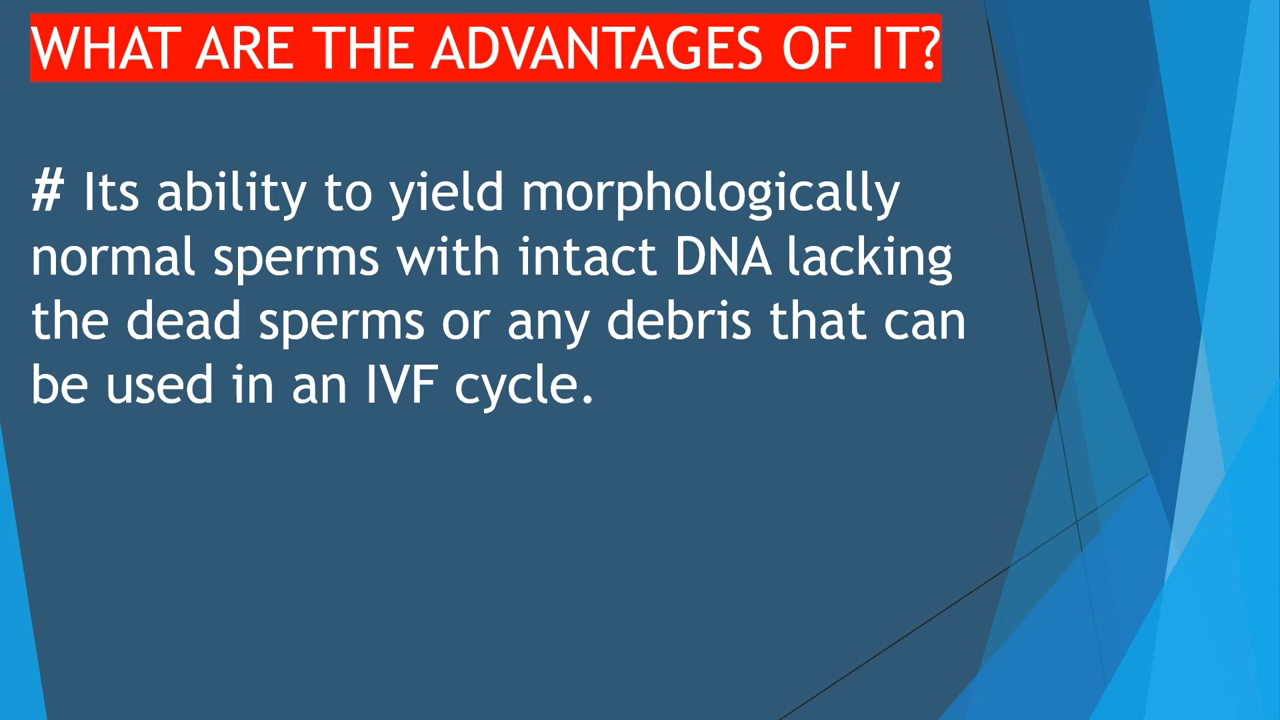 WHAT ARE THE ADVANTAGES OF IT?
# Its ability to yield morphologically
normal sperms with intact DNA lacking
the dead sperms or any debris that can
be used in an IVF cycle.